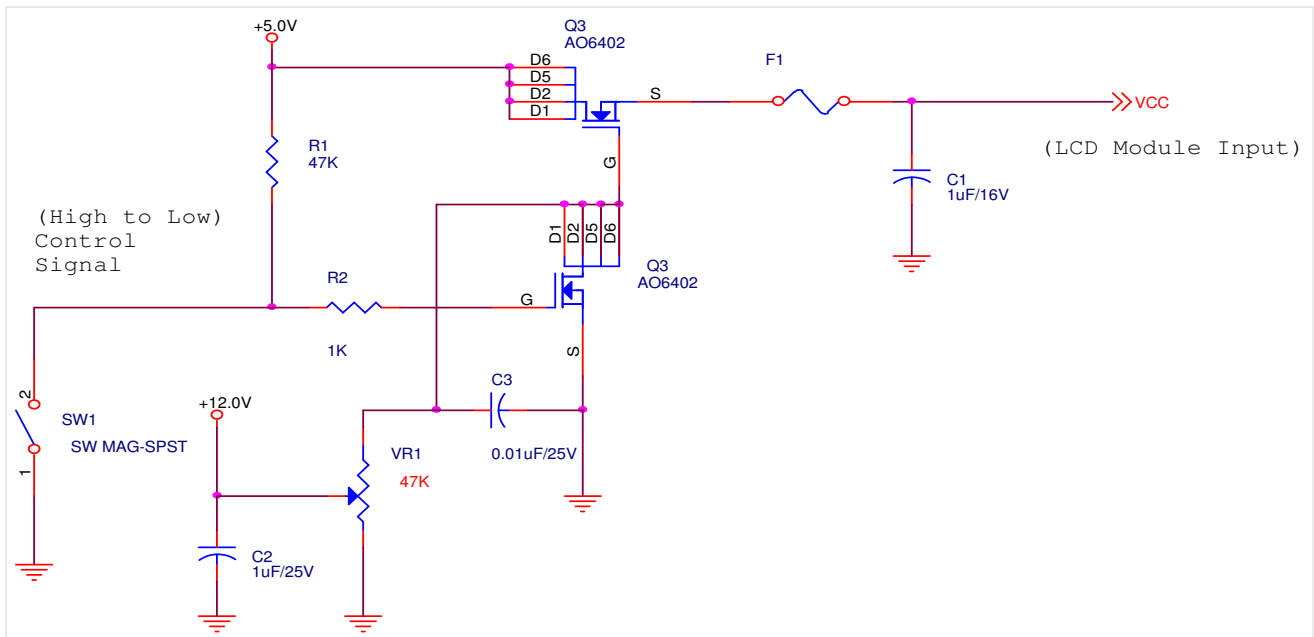 +5.0V
Q3
AO6402
D6
D5
D2
D1
S
G
F1
VCC
(LCD Module Input)
R1
47K
C1
1uF/16V
(High to Low)
Control
Signal
D1
D2
D5
D6
Q3
AO6402
R2
1K
G
S
C3
0.01uF/25V
2
SW1
SW MAG-SPST
1
+12.0V
VR1
47K
C2
1uF/25V